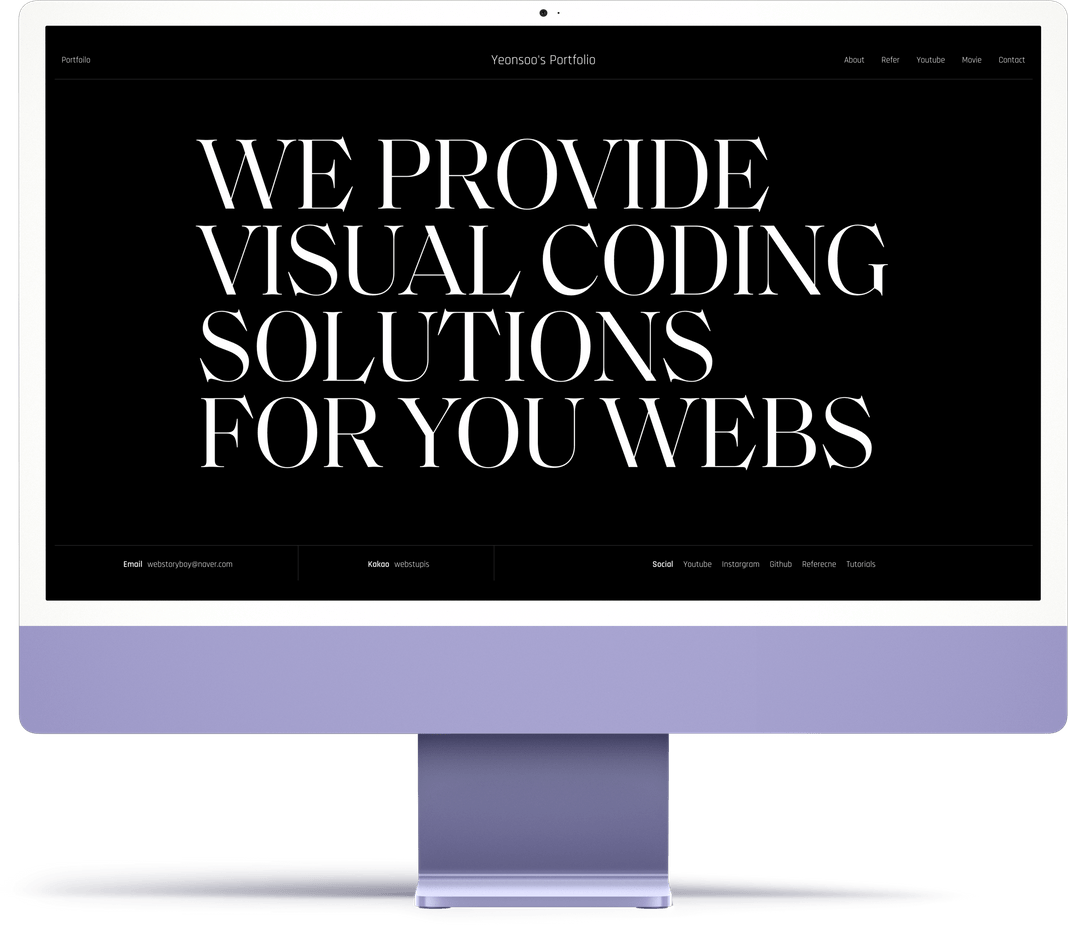 Portfoilo
Yeonsoo's Portfolio
About Refer Youtube Movie Contact
WE PROVIDE
VISUAL CODING
SOLUTIONS
FOR YOU WEBS
Email webstoryboy@naver.com
Kakao webstupis
Social Youtube Instargram Github Referecne Tutorials